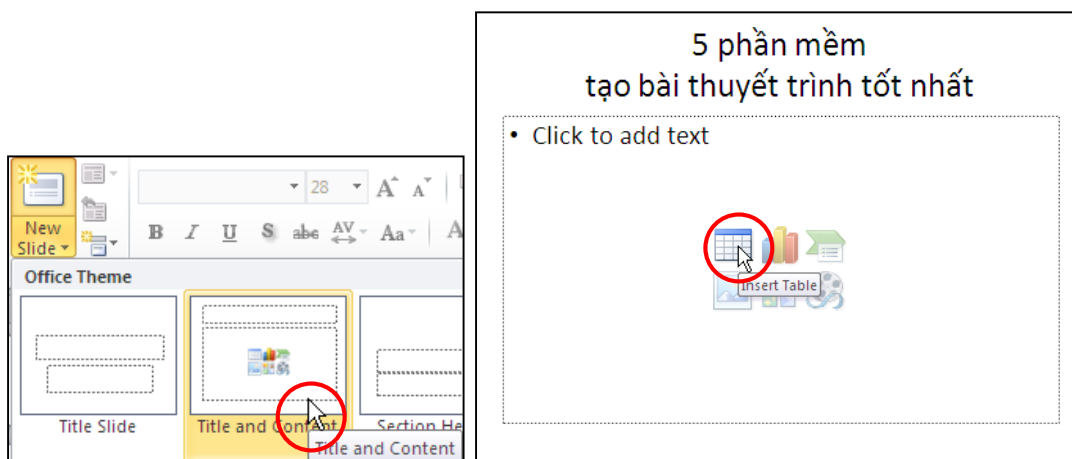 28
A A
New
Slide
B I U S abc AV Aa A
Office Theme
Title Slide
Title and Content
Section He
Title and Content
5 phần mềm
tạo bài thuyết trình tốt nhất
• Click to add text
Insert Table